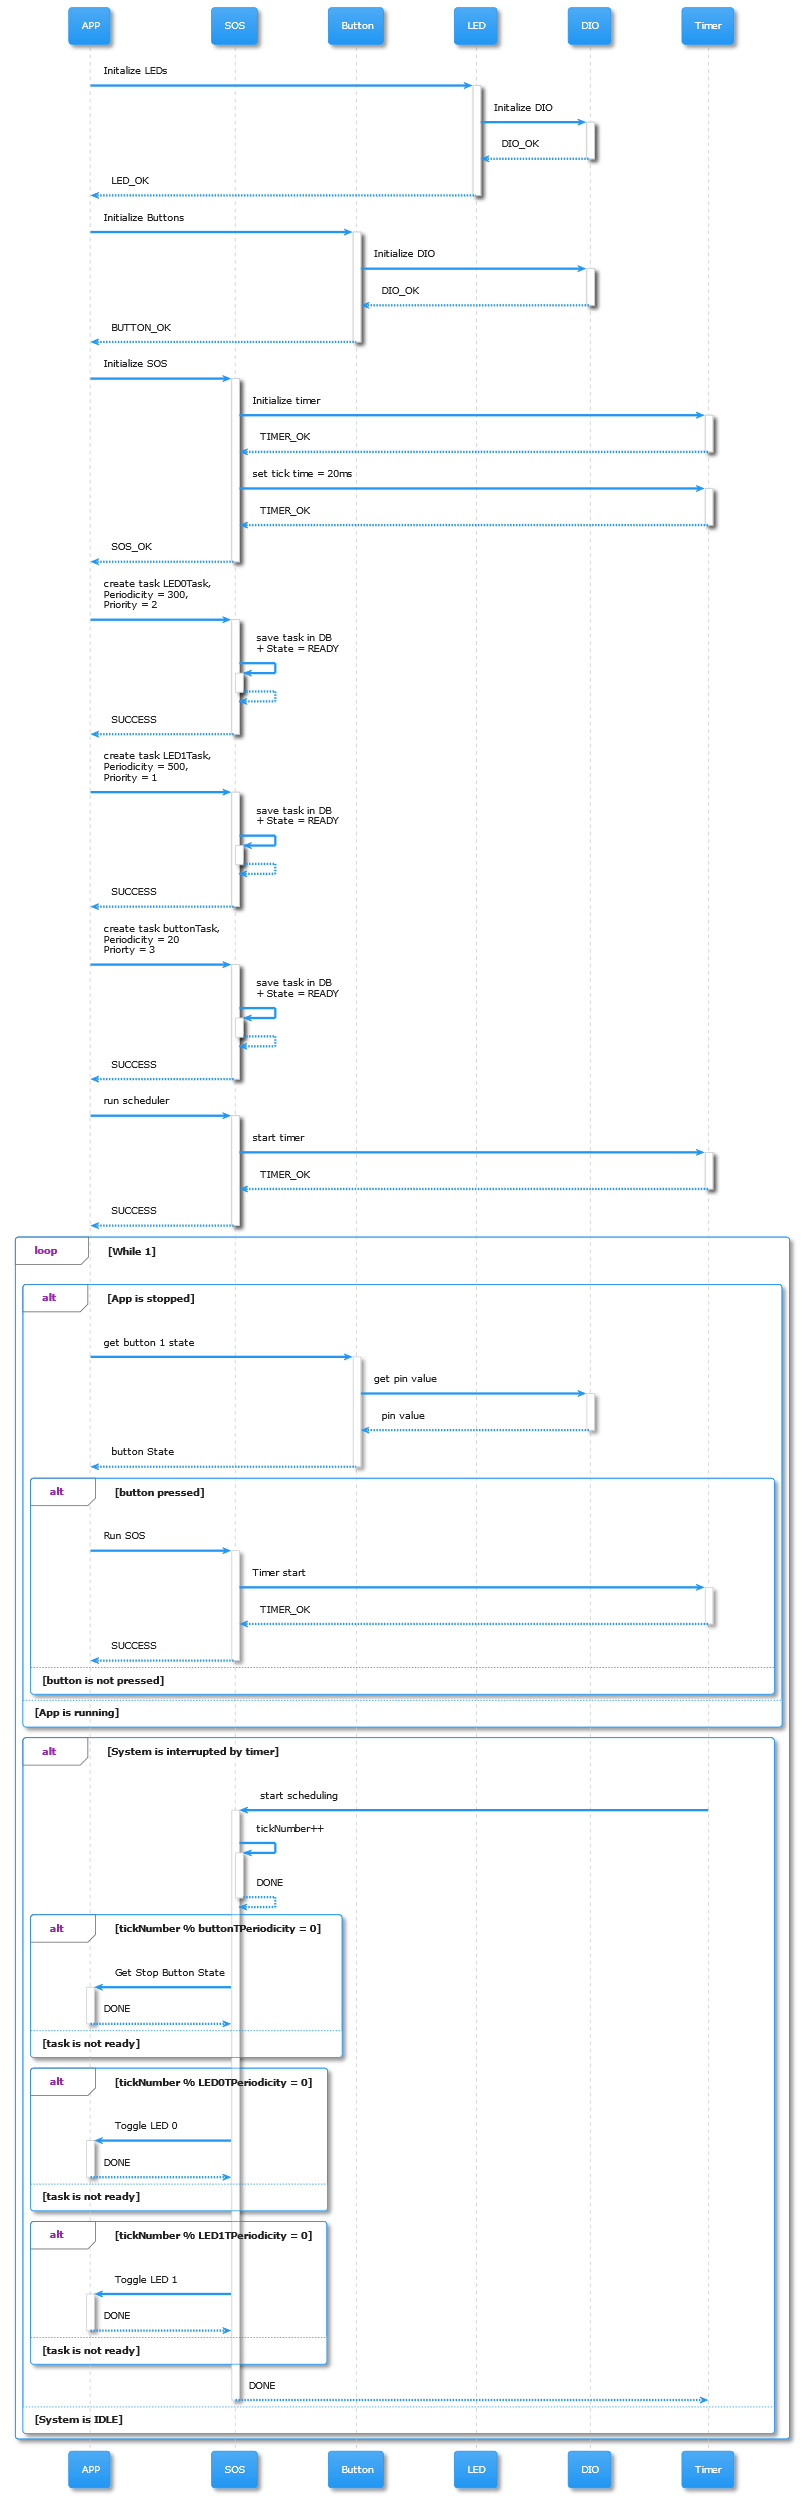 APP SOS Button LED DIO Timer
Initalize LEDs
Initalize DIO
DIO_OK
LED_OK
Initialize Buttons
Initialize DIO
DIO_OK
BUTTON_OK
Initialize SOS
Initialize timer
TIMER_OK
set tick time = 20ms
TIMER_OK
SOS_OK
create task LED0Task,
Periodicity = 300,
Priority = 2
save task in DB
+ State = READY
SUCCESS
create task LED1Task,
Periodicity = 500,
Priority = 1
save task in DB
+ State = READY
SUCCESS
create task buttonTask,
Periodicity = 20
Priorty = 3
save task in DB
+ State = READY
SUCCESS
run scheduler
start timer
TIMER_OK
SUCCESS
loop [While 1]
alt [App is stopped]
get button 1 state
get pin value
pin value
button State
alt [button pressed]
Run SOS
Timer start
TIMER_OK
SUCCESS
[button is not pressed]
[App is running]
alt [System is interrupted by timer]
start scheduling
tickNumber++
DONE
alt [tickNumber % buttonTPeriodicity = 0]
Get Stop Button State
DONE
[task is not ready]
alt [tickNumber % LED0TPeriodicity = 0]
Toggle LED 0
DONE
[task is not ready]
alt [tickNumber % LED1TPeriodicity = 0]
Toggle LED 1
DONE
[task is not ready]
DONE
[System is IDLE]
APP SOS Button LED DIO Timer